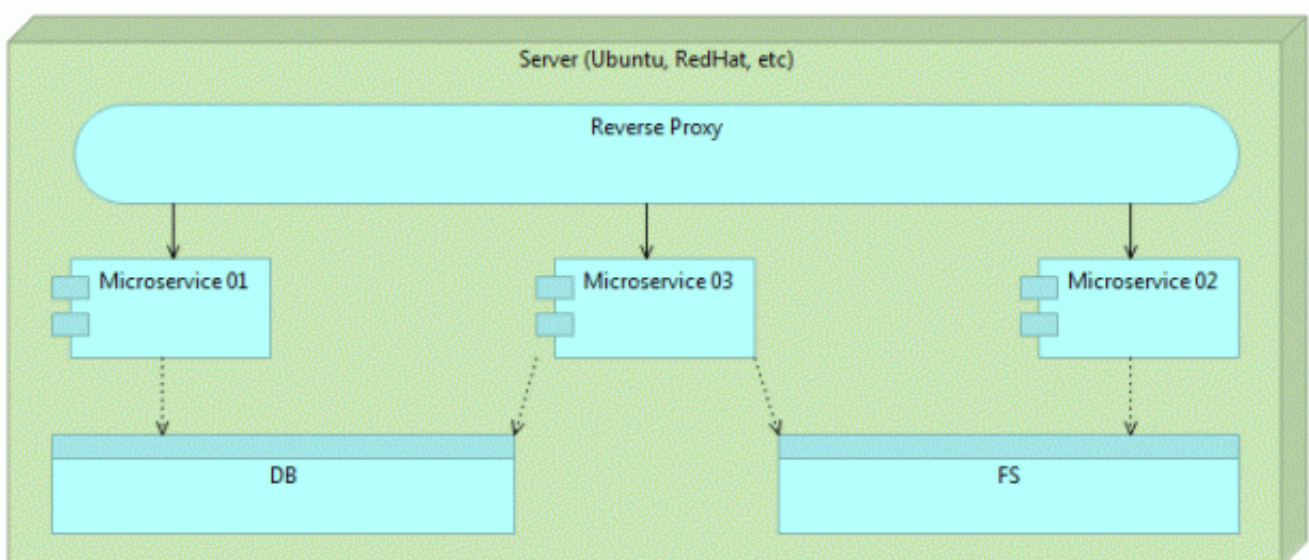 Server (Ubuntu, RedHat, etc)
Reverse Proxy
Microservice 01
Microservice 03
Microservice 02
DB
FS